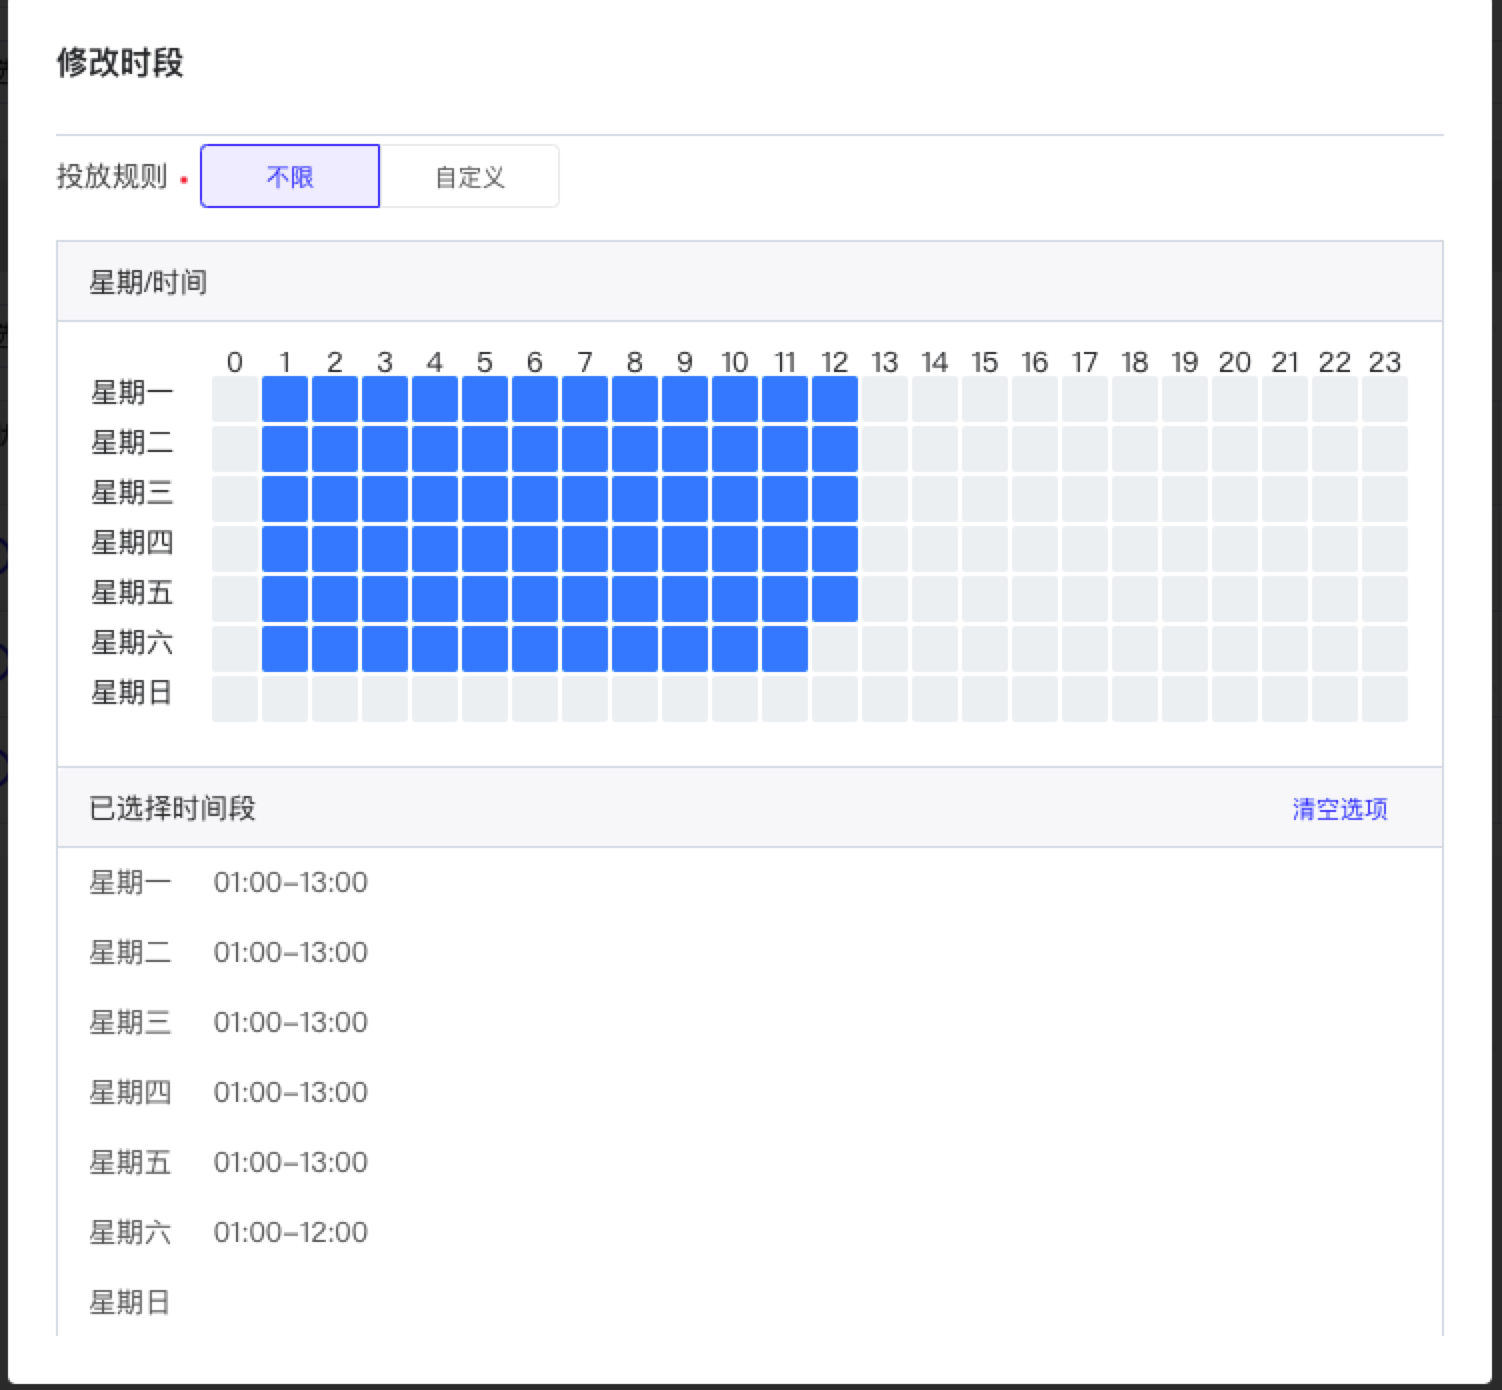 修改时段
投放规则 • 不限 自定义
星期/时间
0 1 2 3 4 5 6 7 8 9 10 11 12 13 14 15 16 17 18 19 20 21 22 23
星期一
星期二
星期三
星期四
星期五
星期六
星期日
已选择时间段 清空选项
星期一 01:00–13:00
星期二 01:00–13:00
星期三 01:00–13:00
星期四 01:00–13:00
星期五 01:00–13:00
星期六 01:00–12:00
星期日